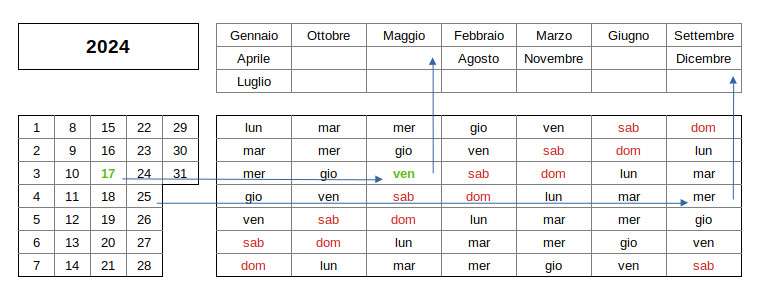 2024
Gennaio Ottobre Maggio Febbraio Marzo Giugno Settembre
Aprile Agosto Novembre Dicembre
Luglio
1 8 15 22 29 lun mar mer gio ven sab dom
2 9 16 23 30 mar mer gio ven sab dom lun
3 10 17 24 31 mer gio ven sab dom lun mar
4 11 18 25 gio ven sab dom lun mar mer
5 12 19 26 ven sab dom lun mar mer gio
6 13 20 27 sab dom lun mar mer gio ven
7 14 21 28 dom lun mar mer gio ven sab